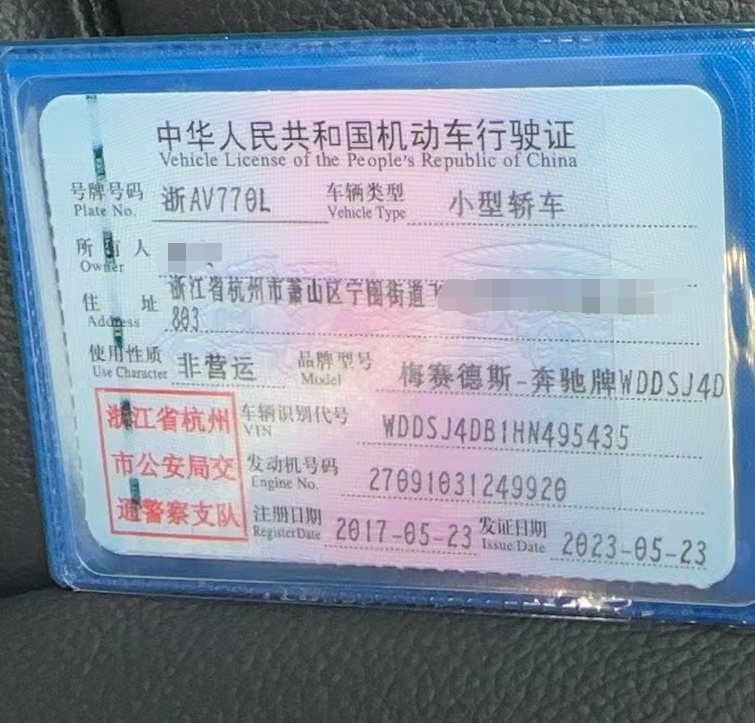 中华人民共和国机动车行驶证
Vehicle License of the People's Republic of China
号牌号码 浙AV770L 车辆类型 小型轿车
Plate No. Vehicle Type
所有人
Owner
住址 浙江省杭州市萧山区宁围街道
Address 803
使用性质 非营运 品牌型号 梅赛德斯-奔驰牌WDDSJ4D
Use Character Model
浙江省杭州
市公安局交
通警察支队
车辆识别代号 WDDSJ4DB1HN495435
VIN
发动机号码 27091031249920
Engine No.
注册日期 2017-05-23 发证日期 2023-05-23
Register Date Issue Date